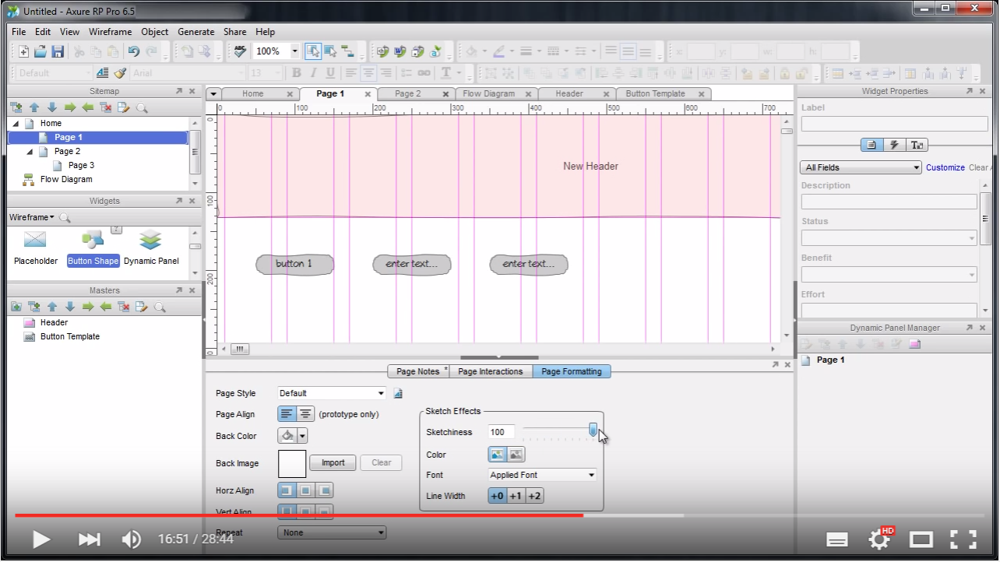 Untitled - Axure RP Pro 6.5
File Edit View Wireframe Object Generate Share Help
ABC 100%
Default Arial 13 B I U T
x: y: w: h:
Sitemap
Home
Page 1
Page 2
Page 3
Flow Diagram
Widgets
Wireframe
?
Placeholder Button Shape Dynamic Panel
Masters
Header
Button Template
Home Page 1 Page 2 Flow Diagram Header Button Template
0 100 200 300 400 500 600 700
0
100
200
New Header
button 1 enter text... enter text...
Page Notes * Page Interactions Page Formatting
Page Style Default
Page Align (prototype only)
Back Color
Back Image Import Clear
Horz Align
Vert Align
Repeat None
Sketch Effects
Sketchiness 100
Color
Font Applied Font
Line Width +0 +1 +2
Widget Properties
Label
All Fields Customize Clear A
Description
Status
Benefit
Effort
Dynamic Panel Manager
Page 1
16:51 / 28:44
HD